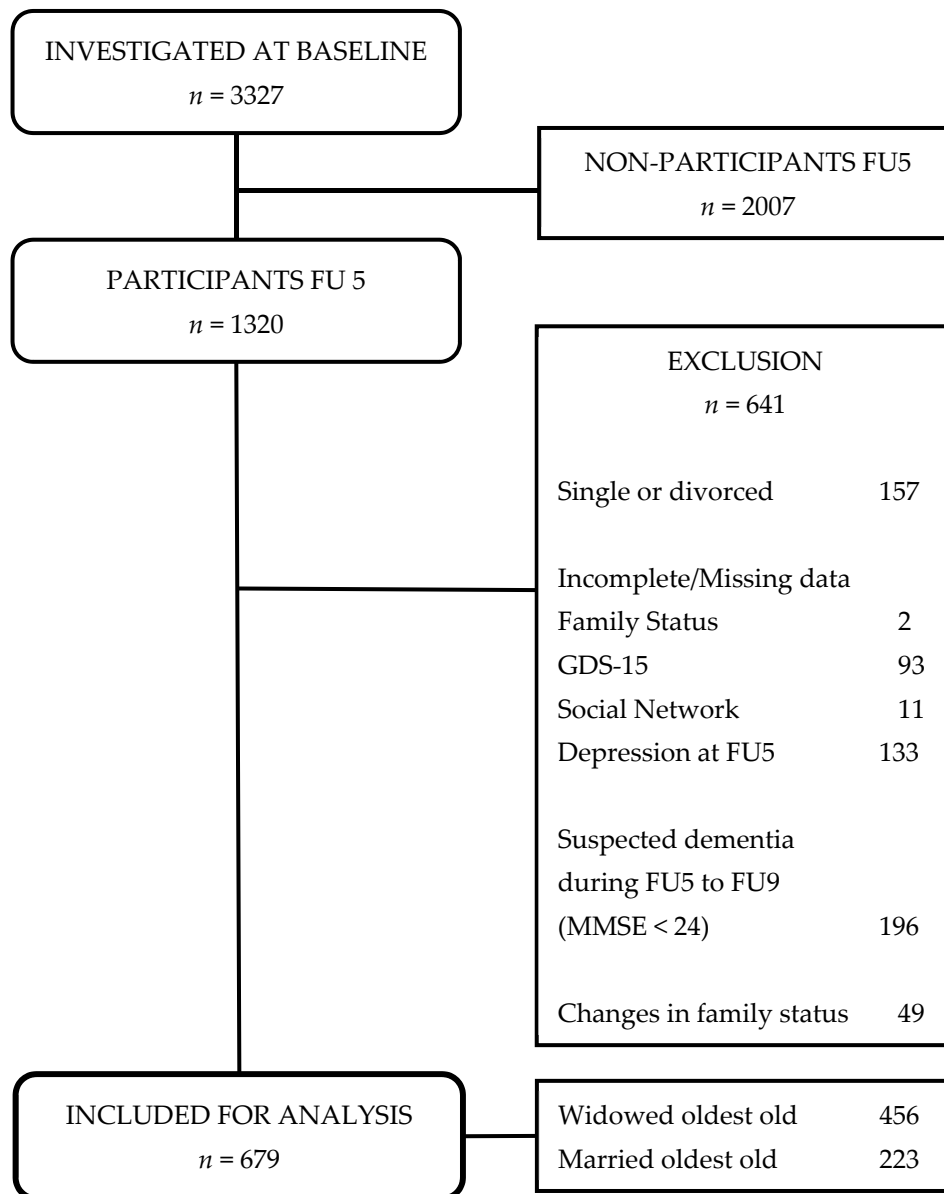 INVESTIGATED AT BASELINE
n = 3327
NON-PARTICIPANTS FU5
n = 2007
PARTICIPANTS FU 5
n = 1320
EXCLUSION
n = 641
Single or divorced 157
Incomplete/Missing data
Family Status 2
GDS-15 93
Social Network 11
Depression at FU5 133
Suspected dementia
during FU5 to FU9
(MMSE < 24) 196
Changes in family status 49
INCLUDED FOR ANALYSIS
n = 679
Widowed oldest old 456
Married oldest old 223